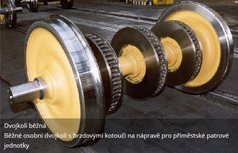 Dvojkolí běžná
Běžné osobní dvojkolí s brzdovými kotouči na nápravě pro příměstské patrové
jednotky